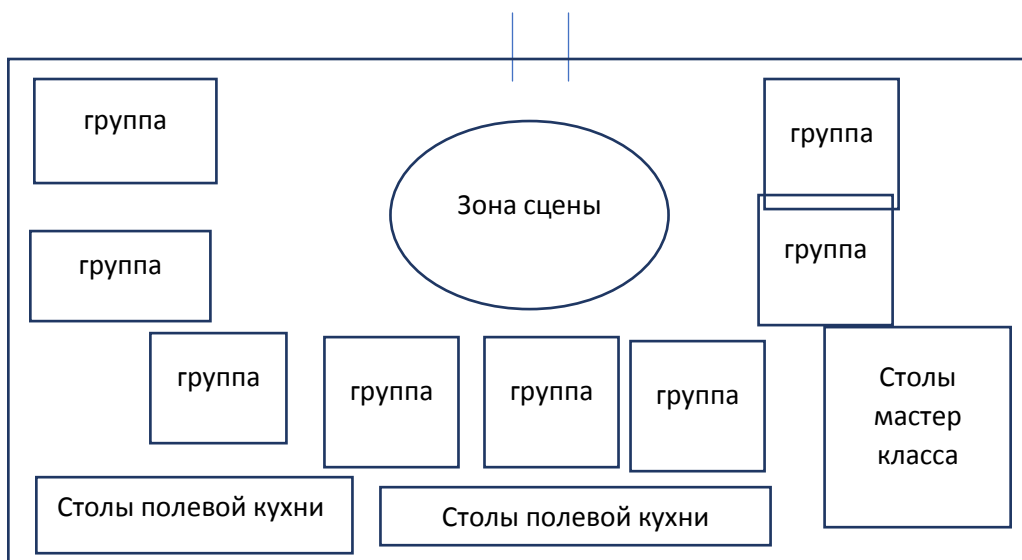 группа
группа
Зона сцены
группа
группа
группа
группа
группа
группа
Столы
мастер
класса
Столы полевой кухни
Столы полевой кухни